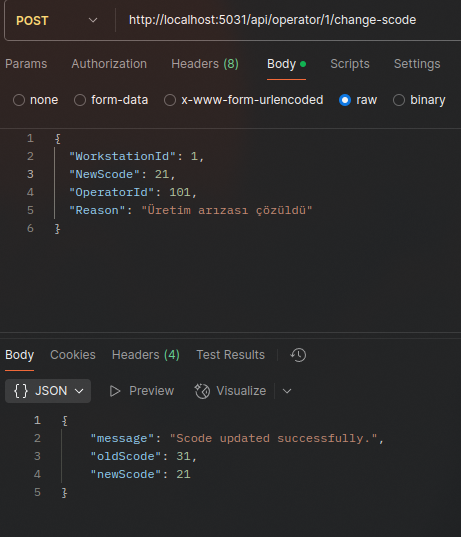 POST http://localhost:5031/api/operator/1/change-scode
Params Authorization Headers (8) Body Scripts Settings
none form-data x-www-form-urlencoded raw binary
1 {
2 "WorkstationId": 1,
3 "NewScode": 21,
4 "OperatorId": 101,
5 "Reason": "Üretim arızası çözüldü"
6 }
Body Cookies Headers (4) Test Results
{} JSON Preview Visualize
1 {
2 "message": "Scode updated successfully.",
3 "oldScode": 31,
4 "newScode": 21
5 }